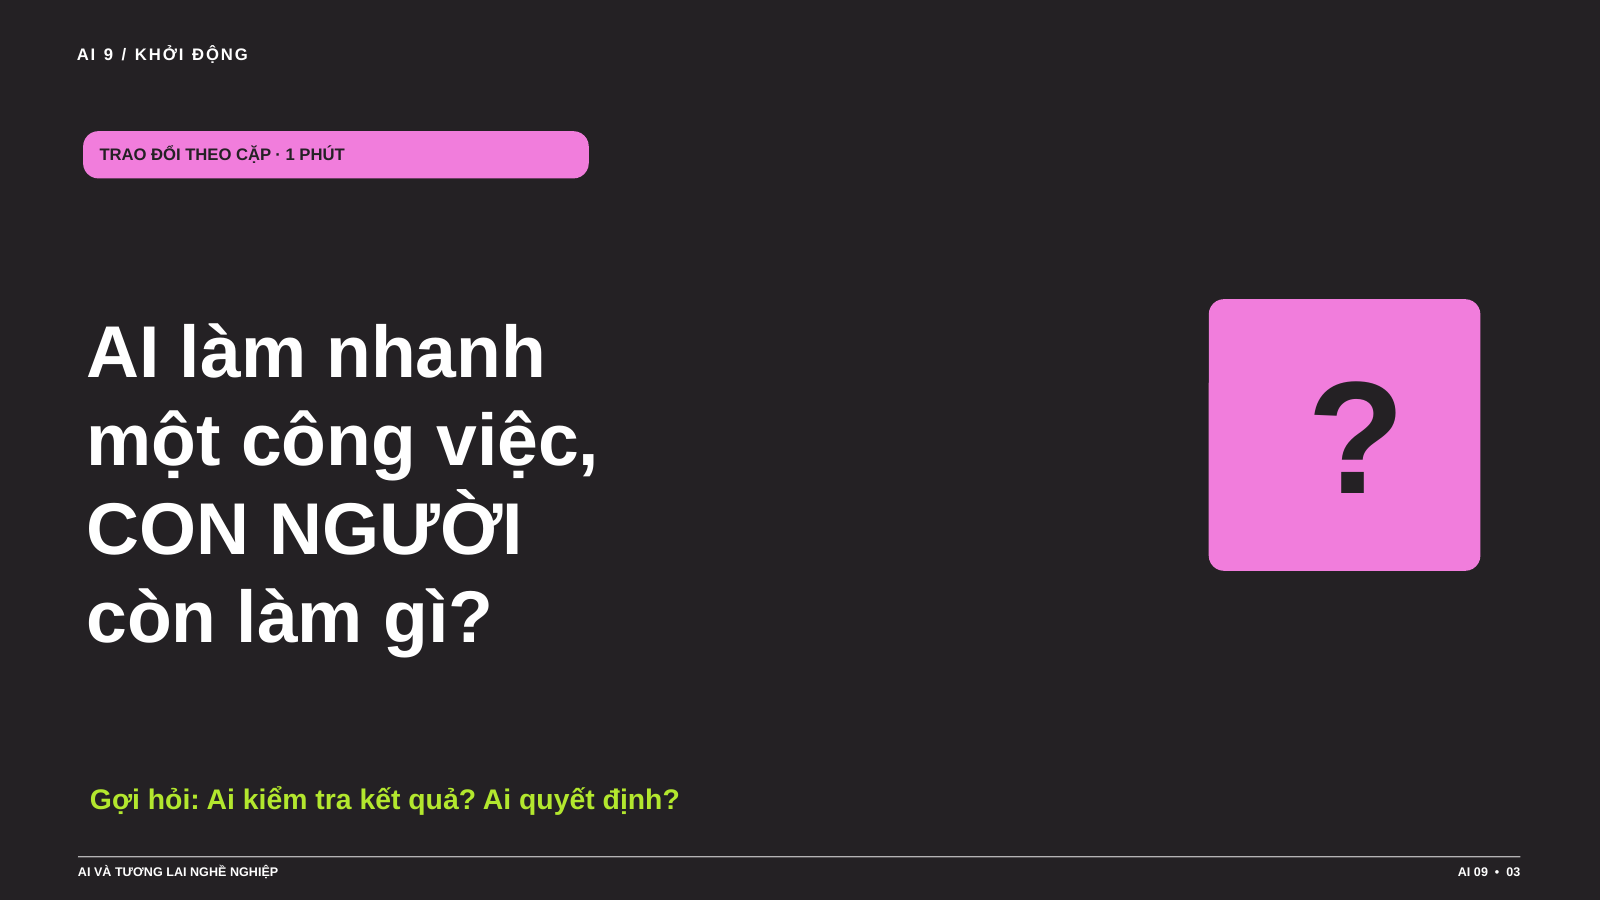 AI 9 / KHỞI ĐỘNG
TRAO ĐỔI THEO CẶP · 1 PHÚT
AI làm nhanh
một công việc,
CON NGƯỜI
còn làm gì?
?
Gợi hỏi: Ai kiểm tra kết quả? Ai quyết định?
AI VÀ TƯƠNG LAI NGHỀ NGHIỆP
AI 09 • 03